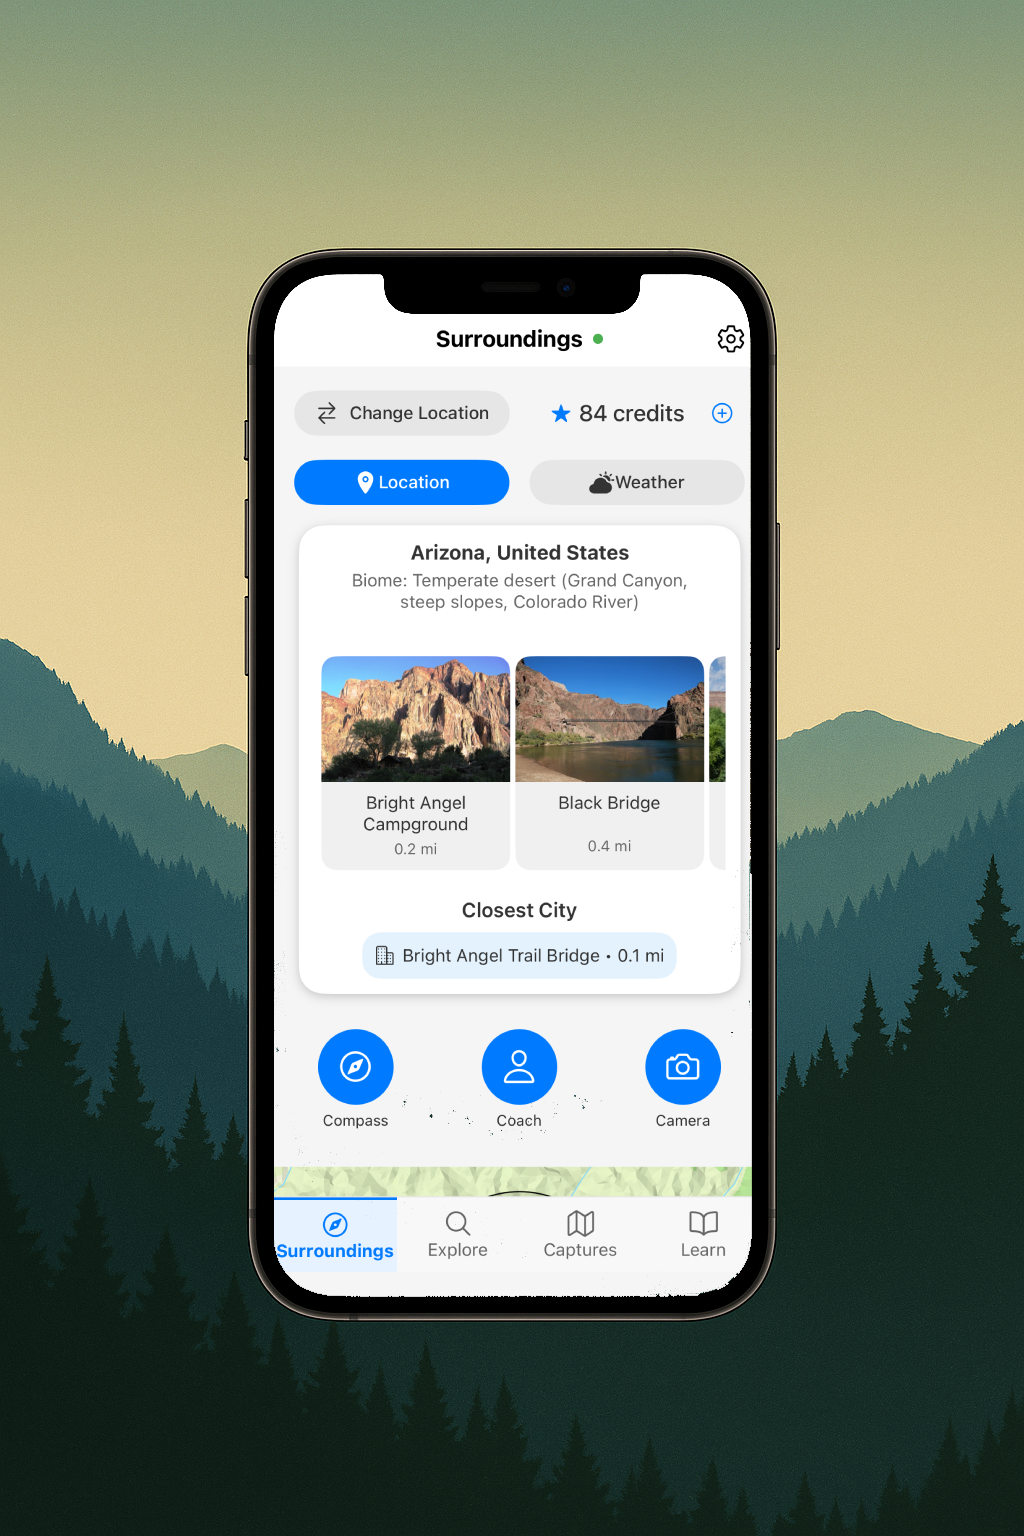 Surroundings
Change Location
84 credits
Location
Weather
Arizona, United States
Biome: Temperate desert (Grand Canyon,
steep slopes, Colorado River)
Bright Angel
Campground
0.2 mi
Black Bridge
0.4 mi
Closest City
Bright Angel Trail Bridge • 0.1 mi
Compass
Coach
Camera
Surroundings
Explore
Captures
Learn